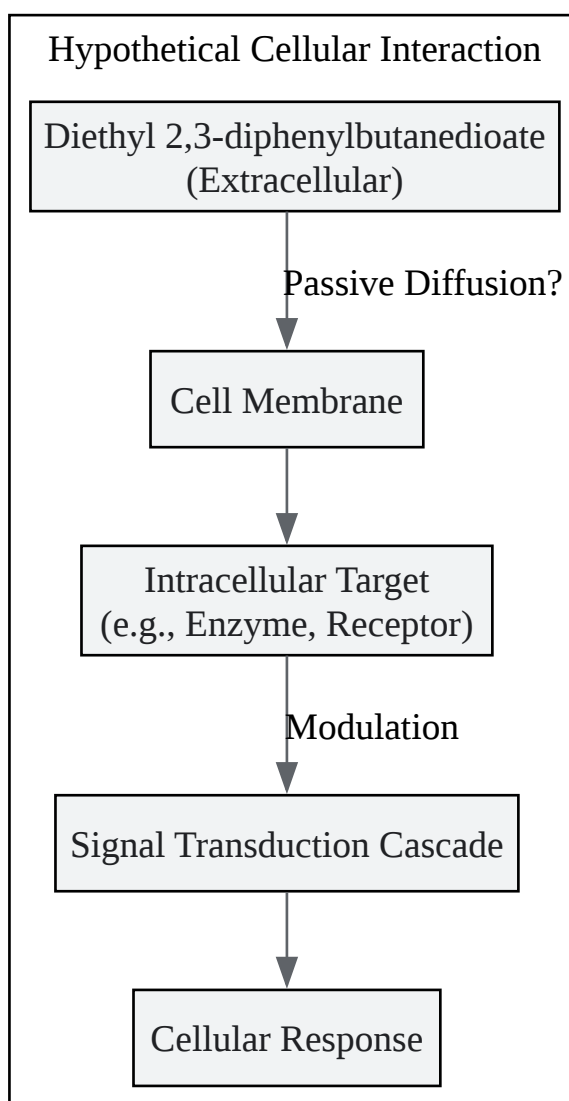 Hypothetical Cellular Interaction
Diethyl 2,3-diphenylbutanedioate
(Extracellular)
Passive Diffusion?
Cell Membrane
Intracellular Target
(e.g., Enzyme, Receptor)
Modulation
Signal Transduction Cascade
Cellular Response